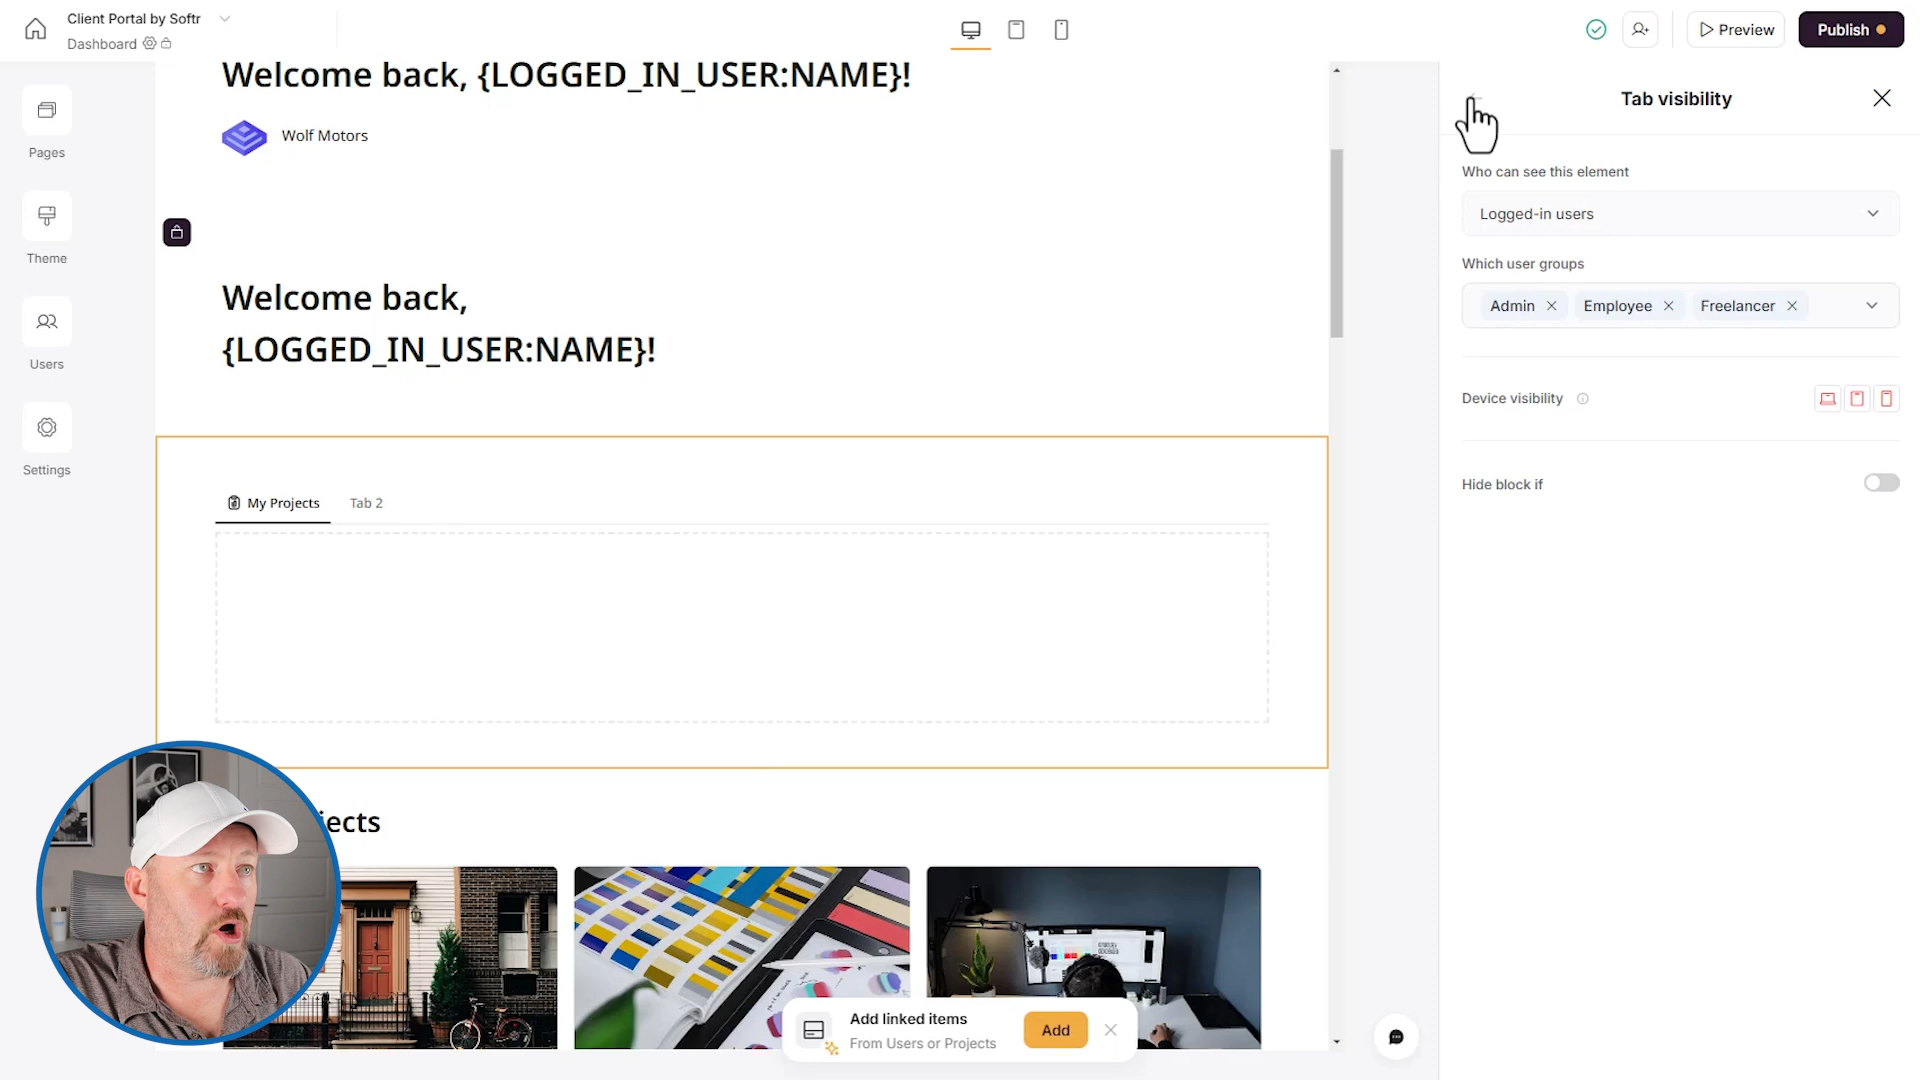 Client Portal by Softr
Dashboard
Preview
Publish
Pages
Theme
Users
Settings
Welcome back, {LOGGED_IN_USER:NAME}!
Wolf Motors
Welcome back,
{LOGGED_IN_USER:NAME}!
My Projects
Tab 2
jects
Add linked items
From Users or Projects
Add
Tab visibility
Who can see this element
Logged-in users
Which user groups
Admin
Employee
Freelancer
Device visibility
Hide block if